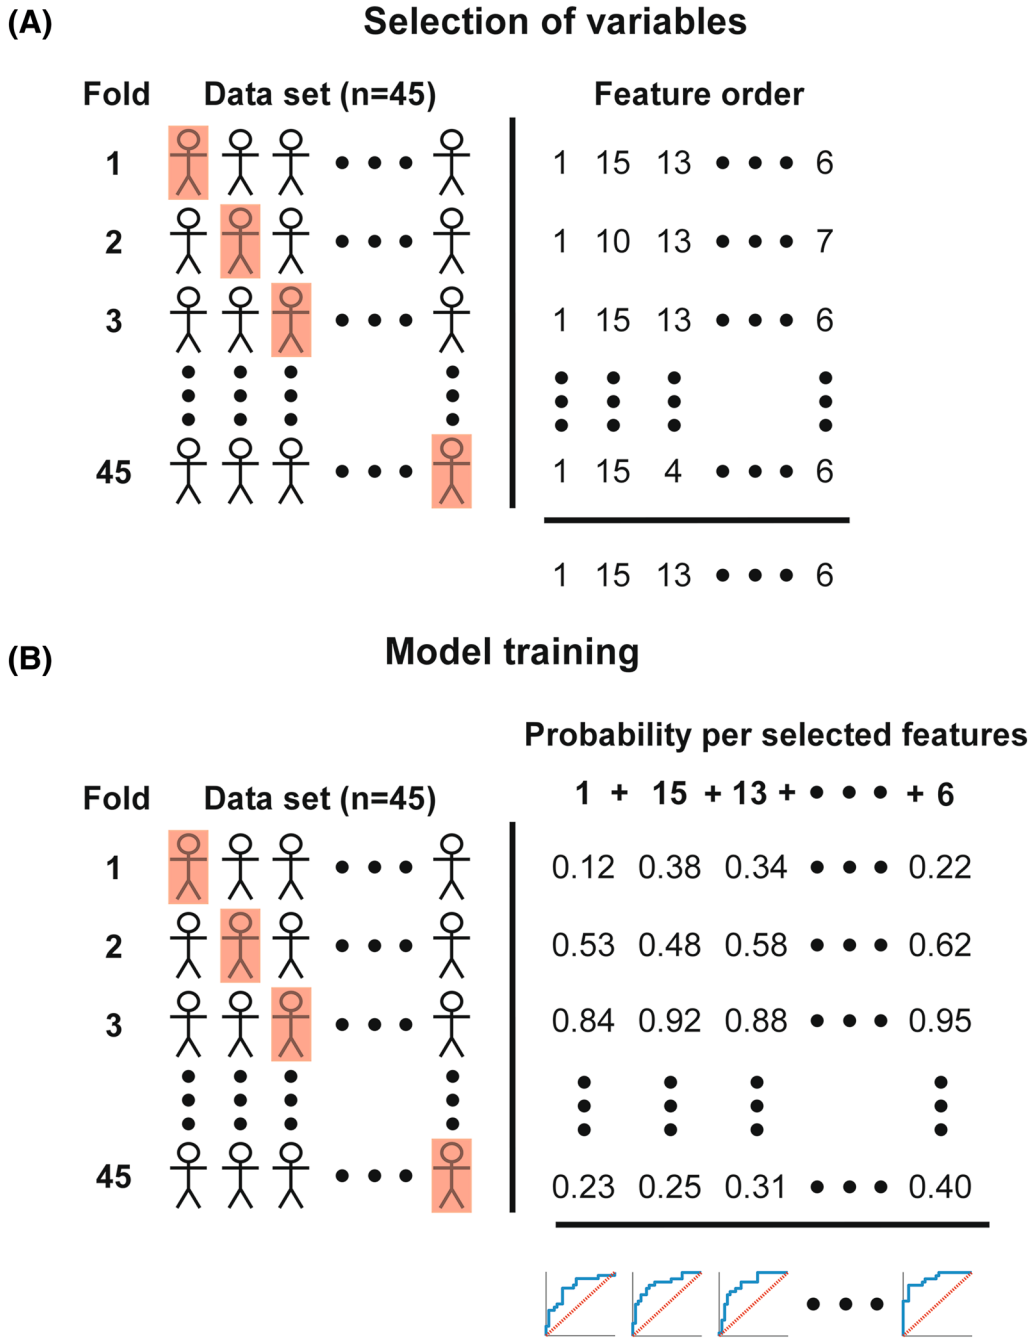 (A) Selection of variables
Fold Data set (n=45) Feature order
1 1 15 13 6
2 1 10 13 7
3 1 15 13 6
45 1 15 4 6
1 15 13 6
(B) Model training
Probability per selected features
Fold Data set (n=45) 1 + 15 + 13 + + 6
1 0.12 0.38 0.34 0.22
2 0.53 0.48 0.58 0.62
3 0.84 0.92 0.88 0.95
45 0.23 0.25 0.31 0.40